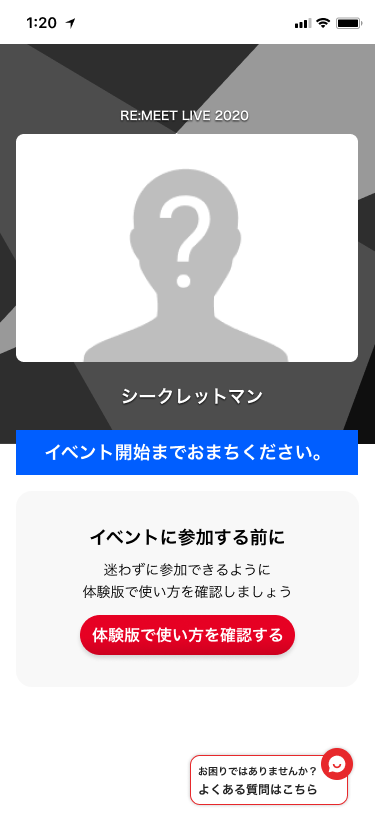 1:20
RE:MEET LIVE 2020
?
シークレットマン
イベント開始までおまちください。
イベントに参加する前に
迷わずに参加できるように
体験版で使い方を確認しましょう
体験版で使い方を確認する
お困りではありませんか？
よくある質問はこちら